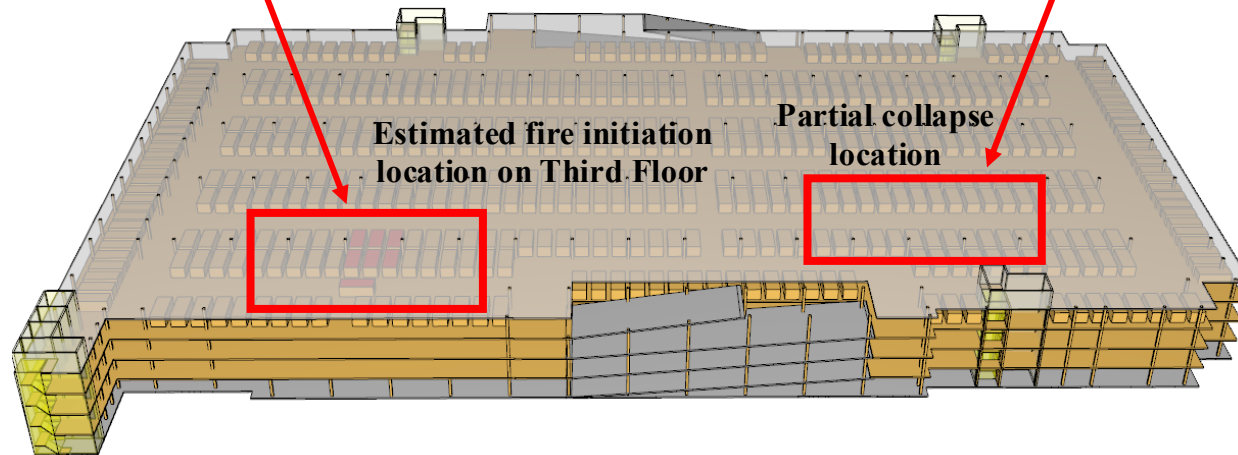 Estimated fire initiation
location on Third Floor
Partial collapse
location